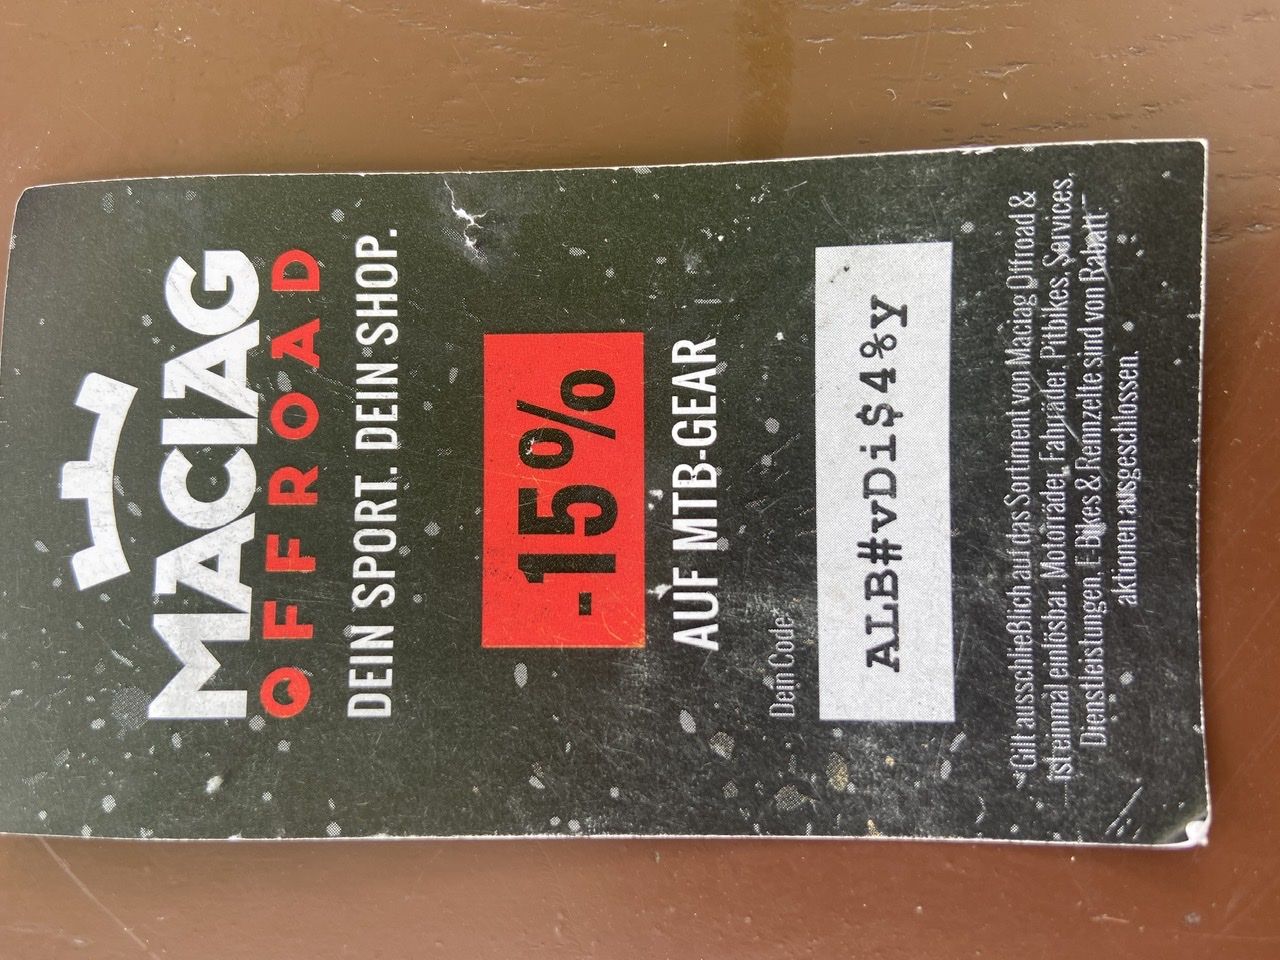 MACIAG
OFFROAD
DEIN SPORT. DEIN SHOP.
-15%
AUF MTB-GEAR
Dein Code*
ALB#vDi$4%y
*Gilt ausschließlich auf das Sortiment von Maciag Offroad &
ist einmal einlösbar. Motorräder, Fahrräder, Pitbikes, Services,
Dienstleistungen, E-Bikes & Rennzelte sind von Rabatt-
aktionen ausgeschlossen.